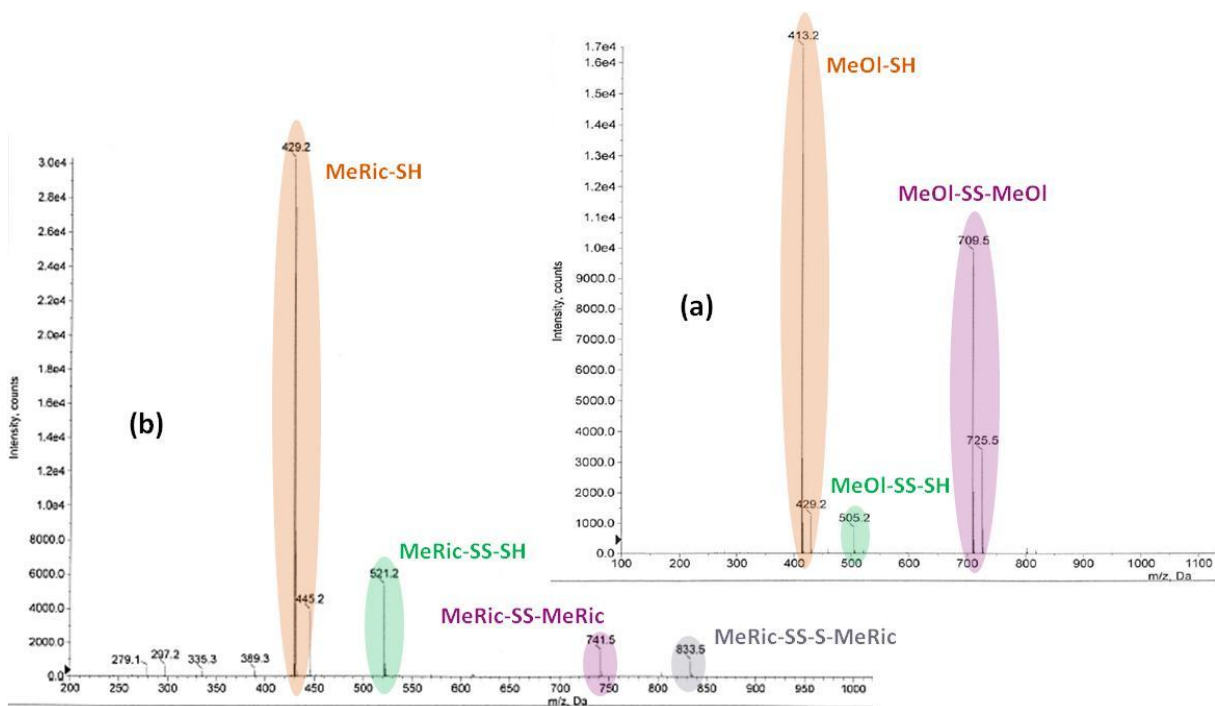 413.2
1.7e4
1.6e4
1.5e4
1.4e4
1.3e4
1.2e4
1.1e4
1.0e4
9000.0
8000.0
7000.0
6000.0
5000.0
4000.0
3000.0
2000.0
1000.0
0.0
Intensity, counts
MeOl-SH
MeOl-SS-MeOl
709.5
(a)
725.5
MeOl-SS-SH
429.2
505.2
100 200 300 400 500 600 700 800 900 1000 1100
m/z, Da
429.2
3.0e4
2.8e4
2.6e4
2.4e4
2.2e4
2.0e4
1.8e4
1.6e4
1.4e4
1.2e4
1.0e4
8000.0
6000.0
4000.0
2000.0
0.0
Intensity, counts
MeRic-SH
(b)
MeRic-SS-SH
521.2
445.2
MeRic-SS-MeRic
MeRic-SS-S-MeRic
279.1 297.2 335.3 389.3
741.5
833.5
200 250 300 350 400 450 500 550 600 650 700 750 800 850 900 950 1000
m/z, Da